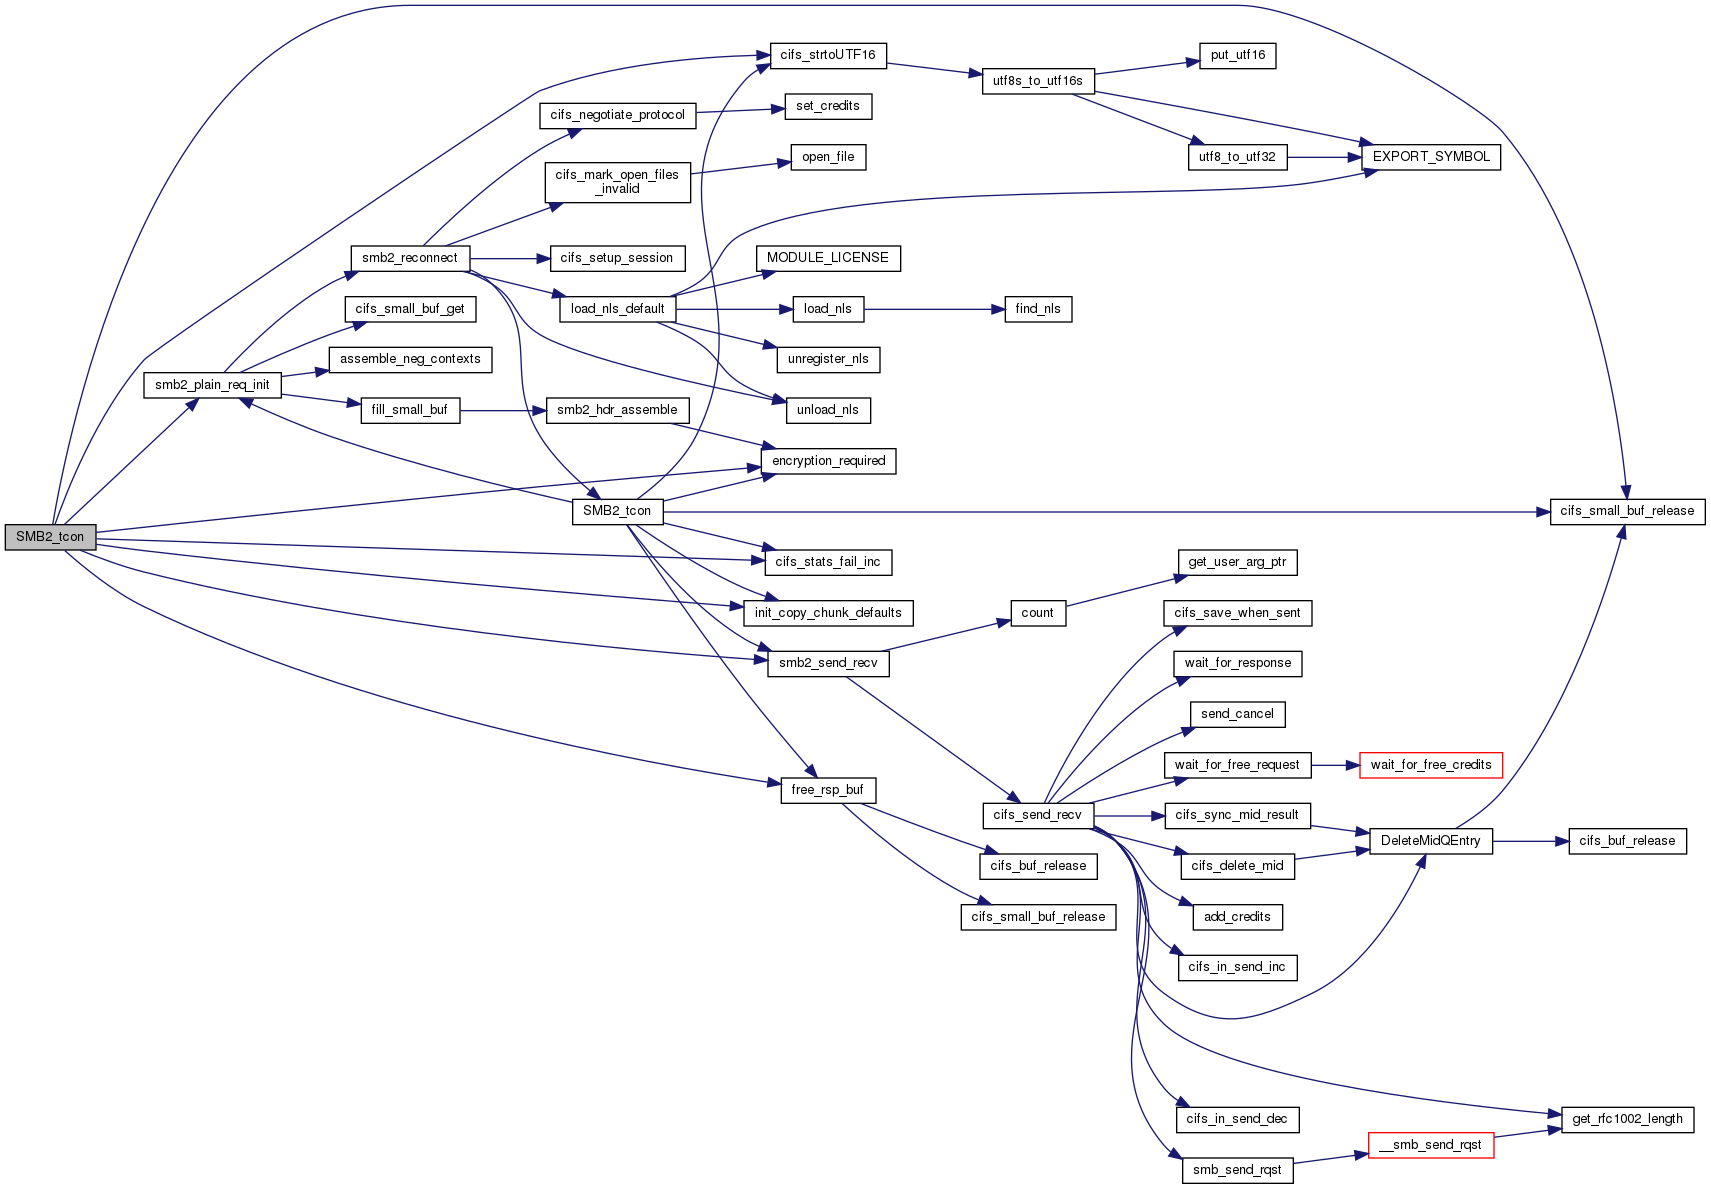 cifs_strtoUTF16
put_utf16
utf8s_to_utf16s
set_credits
cifs_negotiate_protocol
open_file
utf8_to_utf32
EXPORT_SYMBOL
cifs_mark_open_files
_invalid
smb2_reconnect
cifs_setup_session
MODULE_LICENSE
cifs_small_buf_get
load_nls_default
load_nls
find_nls
assemble_neg_contexts
unregister_nls
smb2_plain_req_init
fill_small_buf
smb2_hdr_assemble
unload_nls
encryption_required
SMB2_tcon
cifs_small_buf_release
SMB2_tcon
cifs_stats_fail_inc
get_user_arg_ptr
init_copy_chunk_defaults
count
cifs_save_when_sent
smb2_send_recv
wait_for_response
send_cancel
wait_for_free_request
wait_for_free_credits
free_rsp_buf
cifs_send_recv
cifs_sync_mid_result
DeleteMidQEntry
cifs_buf_release
cifs_buf_release
cifs_delete_mid
cifs_small_buf_release
add_credits
cifs_in_send_inc
cifs_in_send_dec
get_rfc1002_length
__smb_send_rqst
smb_send_rqst